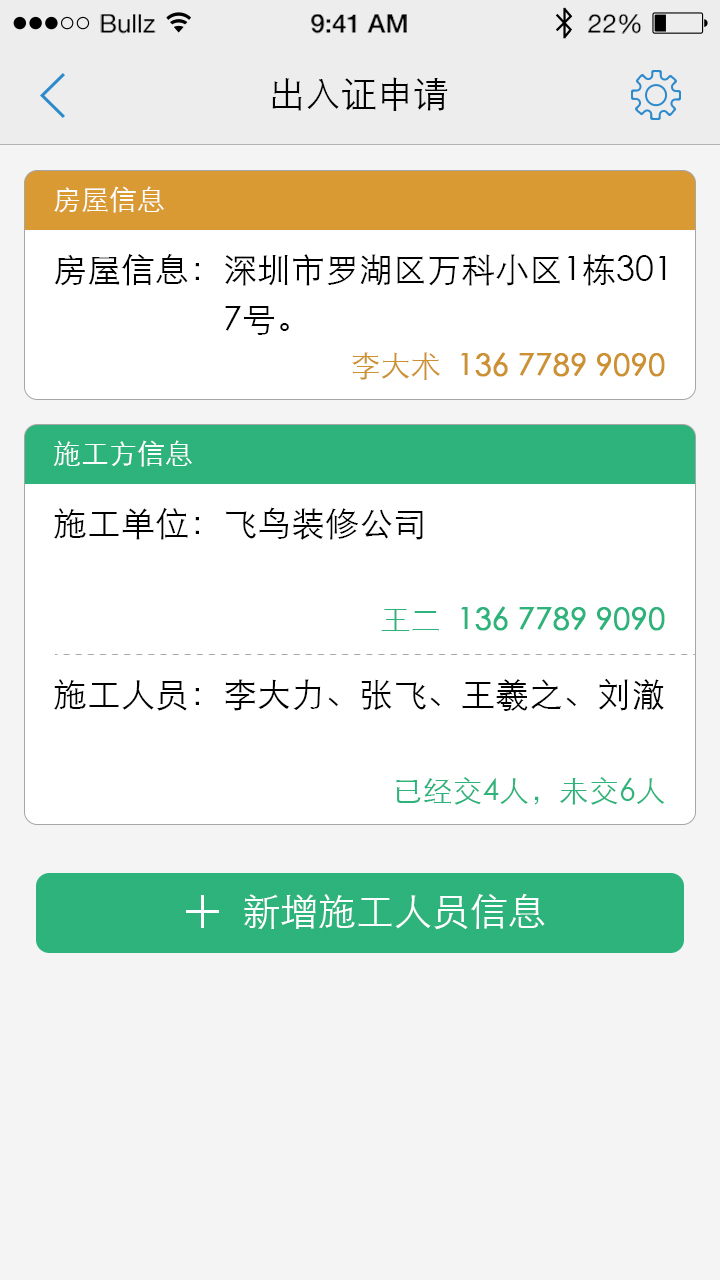 Bullz 9:41 AM 22%
出入证申请
房屋信息
房屋信息：深圳市罗湖区万科小区1栋301
7号。
李大术 136 7789 9090
施工方信息
施工单位：飞鸟装修公司
王二 136 7789 9090
施工人员：李大力、张飞、王羲之、刘澈
已经交4人，未交6人
+ 新增施工人员信息